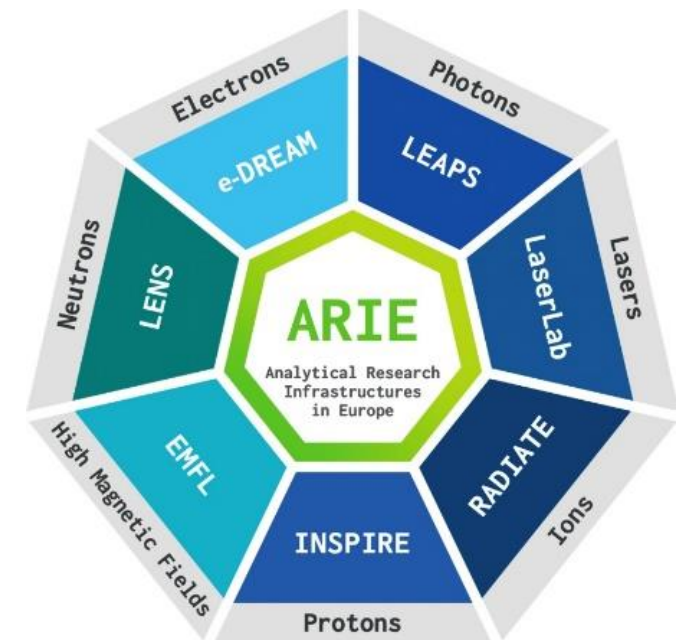 Electrons
Photons
e-DREAM
LEAPS
Neutrons
LENS
LaserLab
Lasers
ARIE
Analytical Research
Infrastructures
in Europe
High Magnetic Fields
EMFL
RADIATE
Ions
INSPIRE
Protons